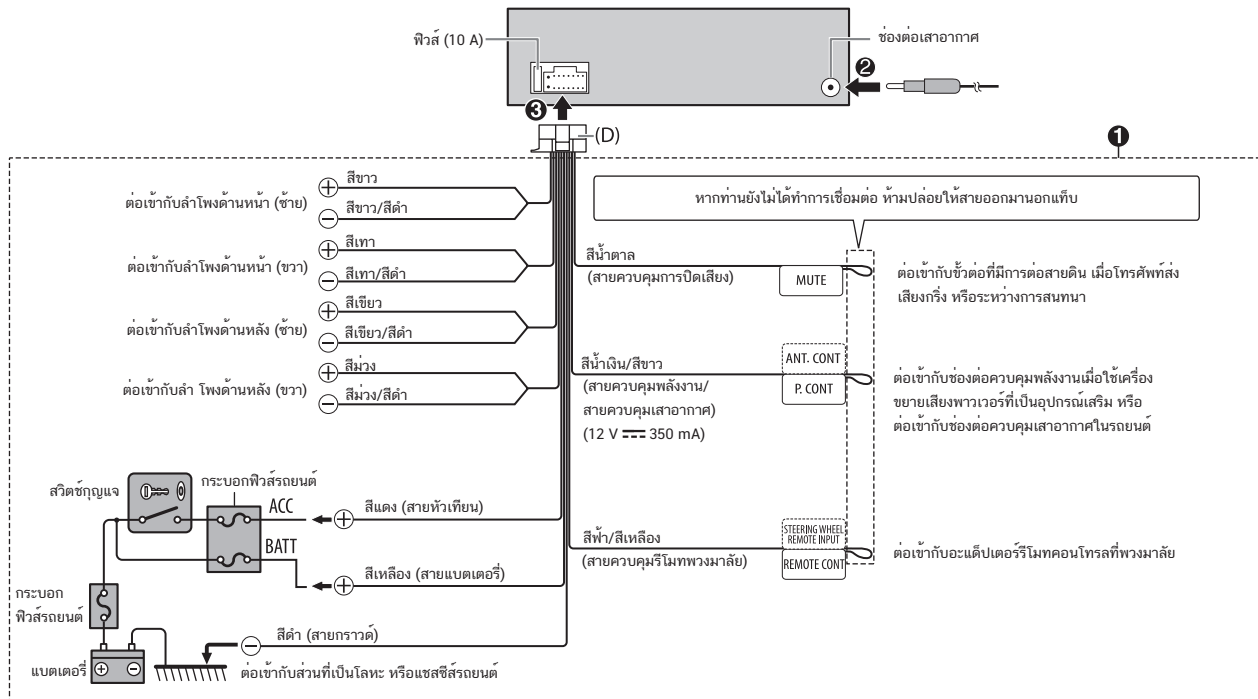 ฟิวส์ (10 A)
ช่องต่อเสาอากาศ
❷
❸
(D)
❶
ต่อเข้ากับลำโพงด้านหน้า (ซ้าย)
สีขาว
สีขาว/สีดำ
ต่อเข้ากับลำโพงด้านหน้า (ขวา)
สีเทา
สีเทา/สีดำ
ต่อเข้ากับลำโพงด้านหลัง (ซ้าย)
สีเขียว
สีเขียว/สีดำ
ต่อเข้ากับลำ โพงด้านหลัง (ขวา)
สีม่วง
สีม่วง/สีดำ
หากท่านยังไม่ได้ทำการเชื่อมต่อ ห้ามปล่อยให้สายออกมานอกแท็บ
สีน้ำตาล
(สายควบคุมการปิดเสียง)
MUTE
ต่อเข้ากับขั้วต่อที่มีการต่อสายดิน เมื่อโทรศัพท์ส่ง
เสียงกริ่ง หรือระหว่างการสนทนา
สีน้ำเงิน/สีขาว
(สายควบคุมพลังงาน/
สายควบคุมเสาอากาศ)
(12 V ⎓ 350 mA)
ANT. CONT
P. CONT
ต่อเข้ากับช่องต่อควบคุมพลังงานเมื่อใช้เครื่อง
ขยายเสียงพาวเวอร์ที่เป็นอุปกรณ์เสริม หรือ
ต่อเข้ากับช่องต่อควบคุมเสาอากาศในรถยนต์
สวิตช์กุญแจ
กระบอกฟิวส์รถยนต์
ACC
สีแดง (สายหัวเทียน)
BATT
สีเหลือง (สายแบตเตอรี่)
สีฟ้า/สีเหลือง
(สายควบคุมรีโมทพวงมาลัย)
STEERING WHEEL
REMOTE INPUT
REMOTE CONT
ต่อเข้ากับอะแด็ปเตอร์รีโมทคอนโทรลที่พวงมาลัย
กระบอก
ฟิวส์รถยนต์
แบตเตอรี่
สีดำ (สายกราวด์)
ต่อเข้ากับส่วนที่เป็นโลหะ หรือแชสซีส์รถยนต์